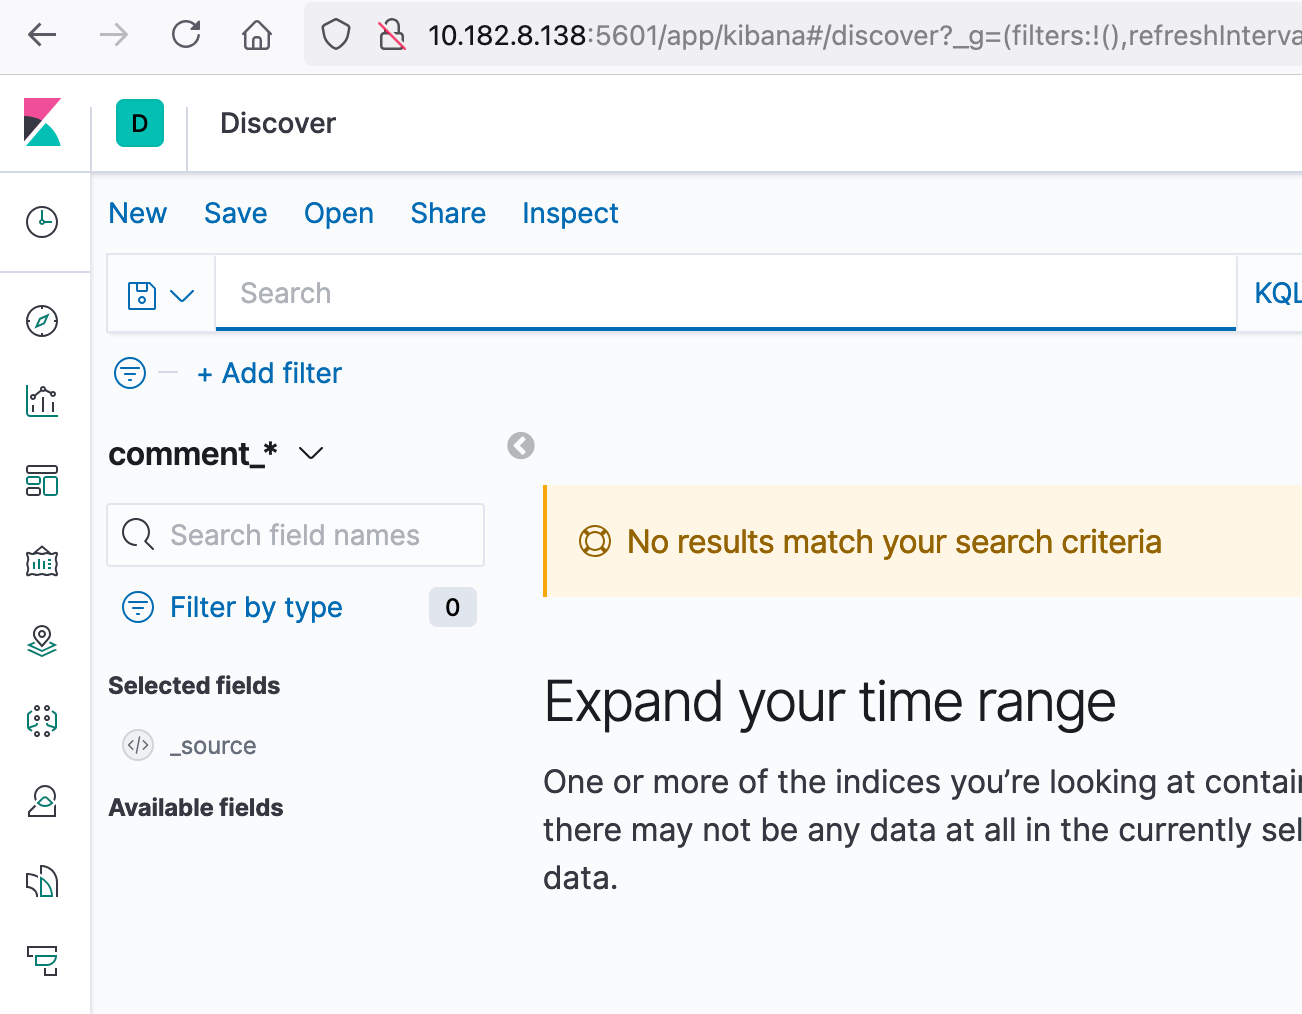 10.182.8.138:5601/app/kibana#/discover?_g=(filters:!(),refreshInterva
D
Discover
New Save Open Share Inspect
Search
KQL
+ Add filter
comment_*
Search field names
No results match your search criteria
Filter by type 0
Selected fields
Expand your time range
</> _source
One or more of the indices you’re looking at contai
Available fields
there may not be any data at all in the currently sel
data.